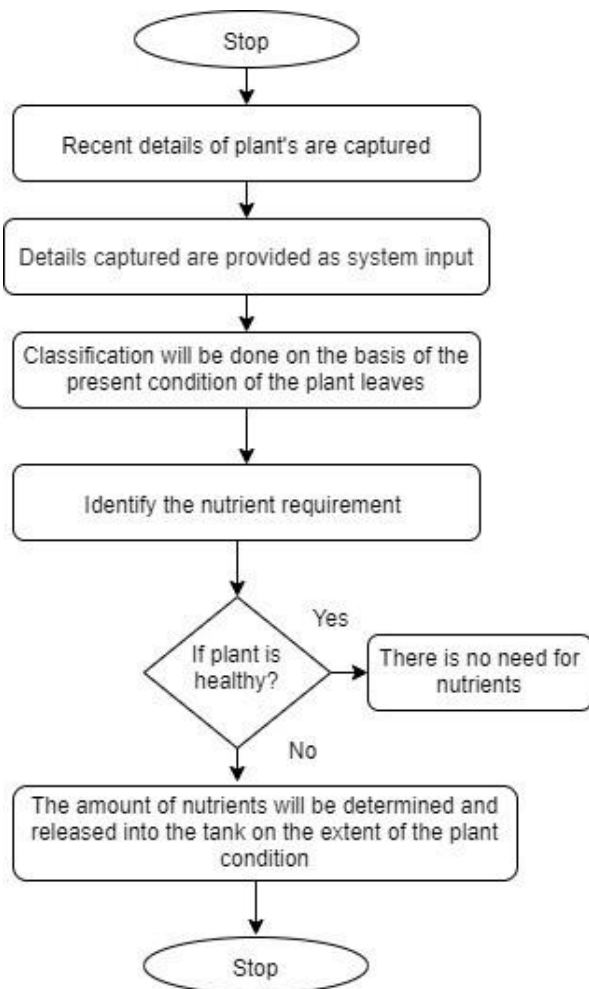 Stop
Recent details of plant's are captured
Details captured are provided as system input
Classification will be done on the basis of the
present condition of the plant leaves
Identify the nutrient requirement
If plant is
healthy?
Yes
There is no need for
nutrients
No
The amount of nutrients will be determined and
released into the tank on the extent of the plant
condition
Stop